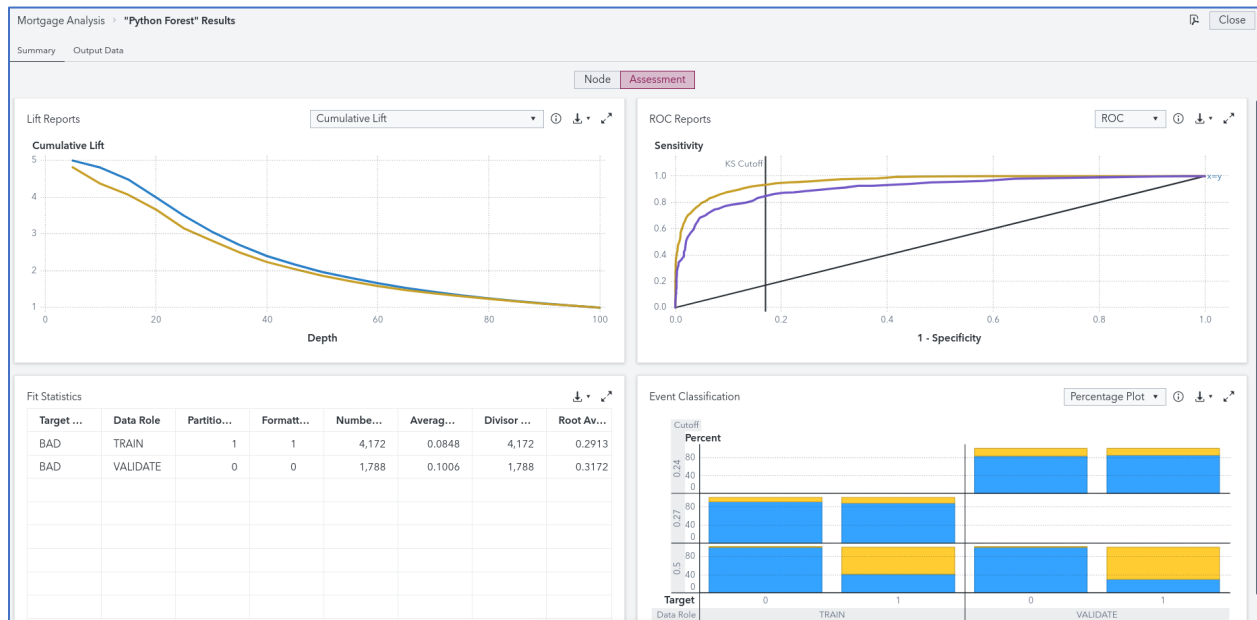 Mortgage Analysis > "Python Forest" Results
Close
Summary Output Data
Node Assessment
Lift Reports
Cumulative Lift
Cumulative Lift
5
4
3
2
1
0 20 40 60 80 100
Depth
ROC Reports
ROC
Sensitivity
KS Cutoff
1.0
x=y
0.8
0.6
0.4
0.2
0.0
0.0 0.2 0.4 0.6 0.8 1.0
1 - Specificity
Fit Statistics
Target ... Data Role Partitio... Formatt... Numbe... Averag... Divisor ... Root Av...
BAD TRAIN 1 1 4,172 0.0848 4,172 0.2913
BAD VALIDATE 0 0 1,788 0.1006 1,788 0.3172
Event Classification
Percentage Plot
Cutoff
Percent
0.24
80
40
0
0.27
80
40
0
0.5
80
40
0
Target 0 1 0 1
Data Role TRAIN VALIDATE